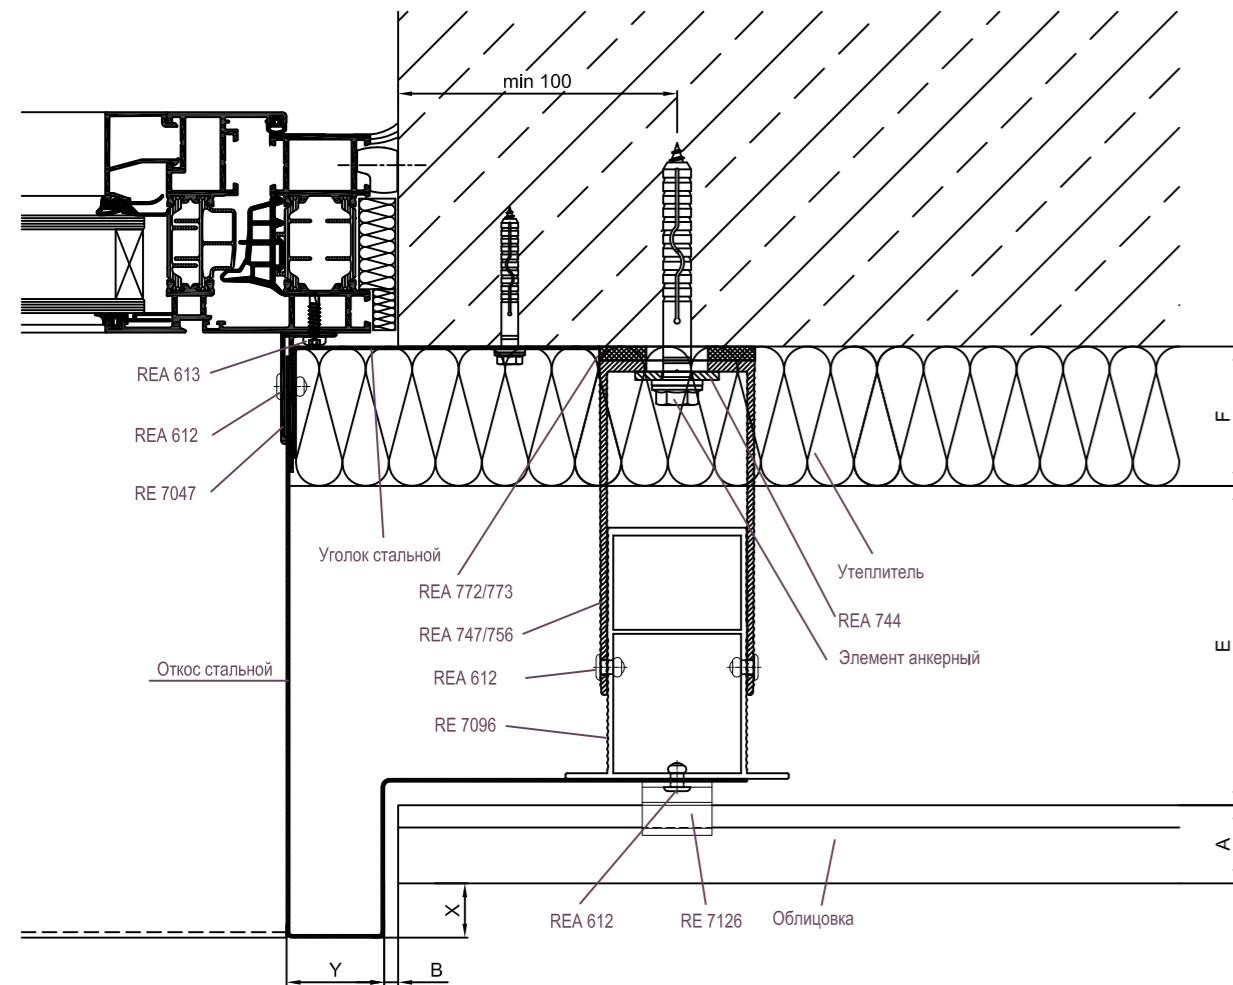 min 100
REA 613
REA 612
RE 7047
F
Уголок стальной
Утеплитель
REA 772/773
REA 744
REA 747/756
Элемент анкерный
E
Откос стальной
REA 612
RE 7096
A
X
REA 612
RE 7126
Облицовка
Y
B